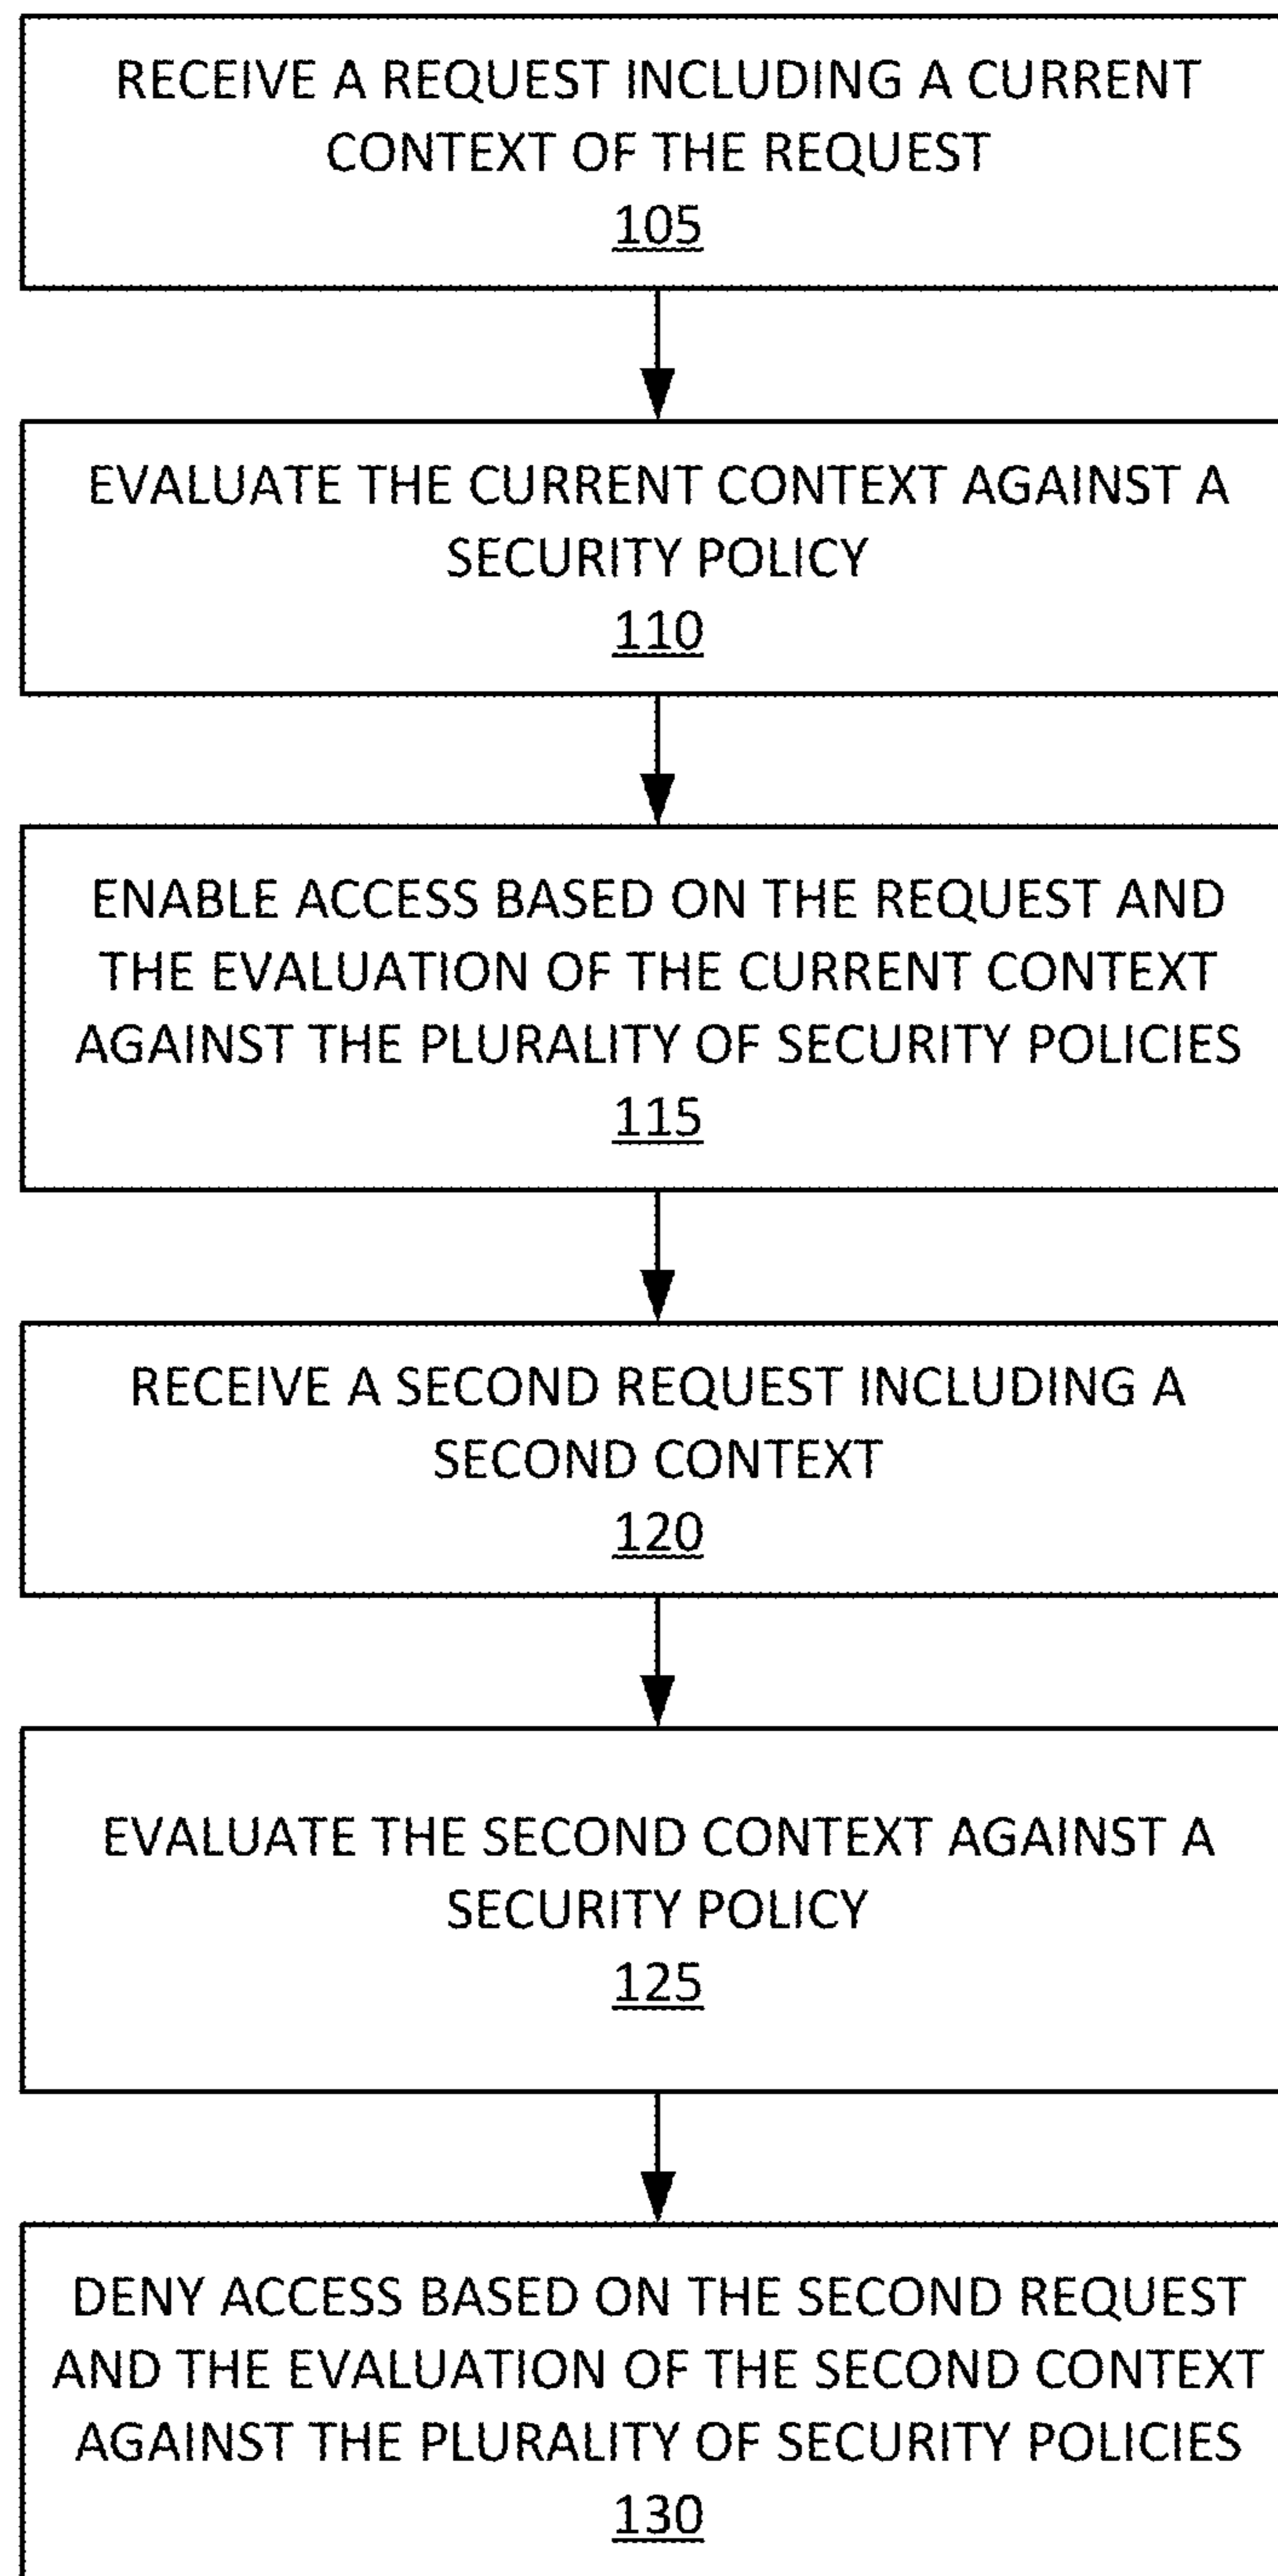 RECEIVE A REQUEST INCLUDING A CURRENT
CONTEXT OF THE REQUEST
105
EVALUATE THE CURRENT CONTEXT AGAINST A
SECURITY POLICY
110
ENABLE ACCESS BASED ON THE REQUEST AND
THE EVALUATION OF THE CURRENT CONTEXT
AGAINST THE PLURALITY OF SECURITY POLICIES
115
RECEIVE A SECOND REQUEST INCLUDING A
SECOND CONTEXT
120
EVALUATE THE SECOND CONTEXT AGAINST A
SECURITY POLICY
125
DENY ACCESS BASED ON THE SECOND REQUEST
AND THE EVALUATION OF THE SECOND CONTEXT
AGAINST THE PLURALITY OF SECURITY POLICIES
130